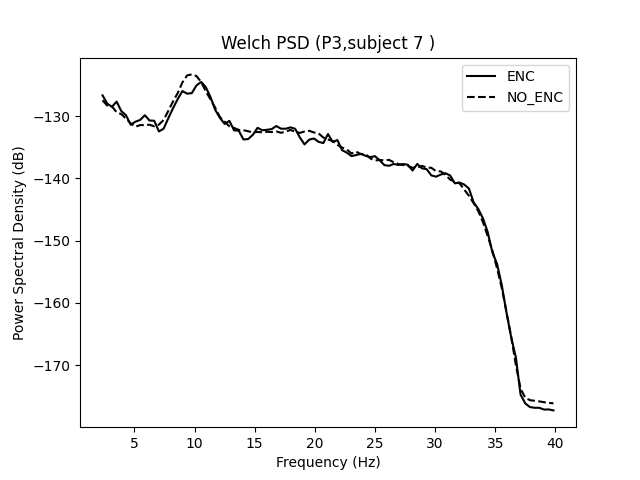 Welch PSD (P3,subject 7 )
ENC
NO_ENC
Power Spectral Density (dB)
−130
−140
−150
−160
−170
5 10 15 20 25 30 35 40
Frequency (Hz)